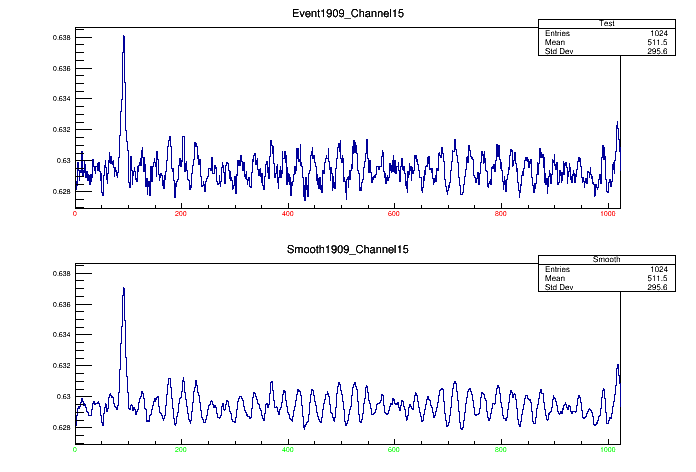 Event1909_Channel15
Test
Entries 1024
Mean 511.5
Std Dev 295.6
0.638
0.636
0.634
0.632
0.63
0.628
0 200 400 600 800 1000
Smooth1909_Channel15
Smooth
Entries 1024
Mean 511.5
Std Dev 295.6
0.638
0.636
0.634
0.632
0.63
0.628
0 200 400 600 800 1000